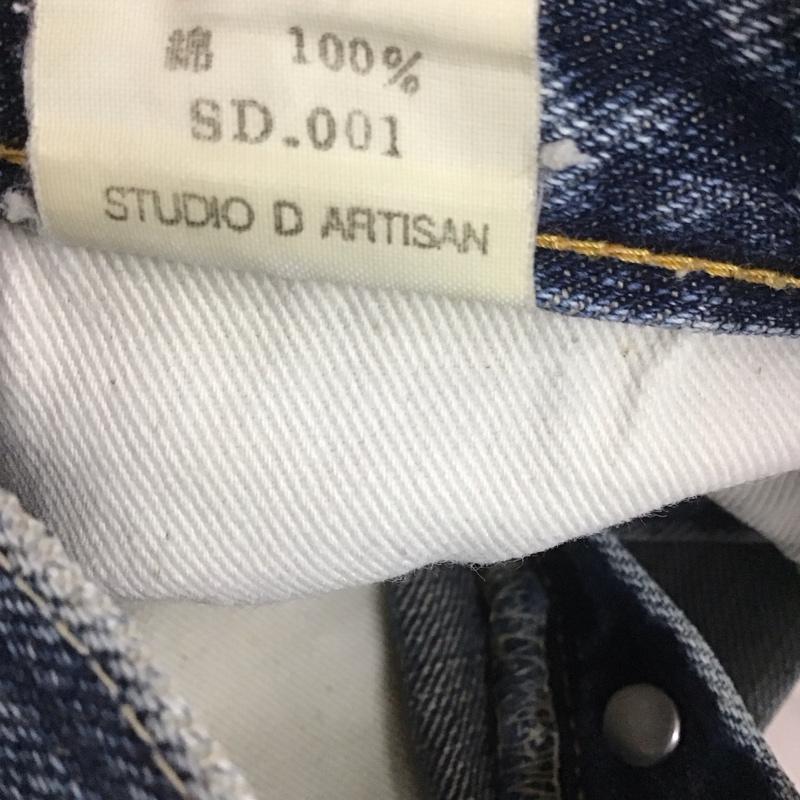 綿 100%
SD.001
STUDIO D ARTISAN